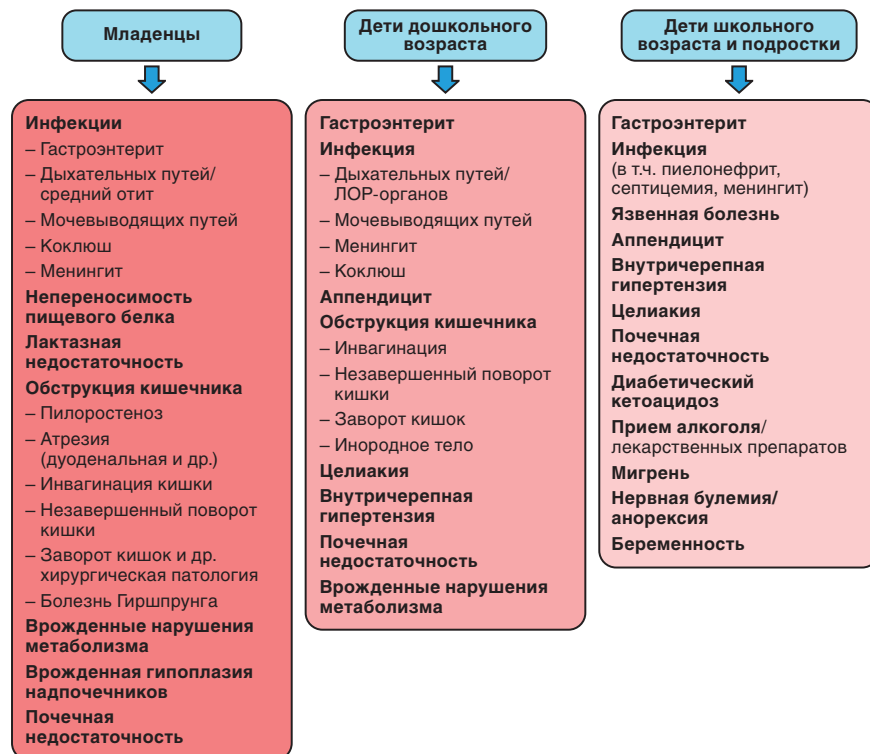 Младенцы
Инфекции
– Гастроэнтерит
– Дыхательных путей/
средний отит
– Мочевыводящих путей
– Коклюш
– Менингит
Непереносимость
пищевого белка
Лактазная
недостаточность
Обструкция кишечника
– Пилоростеноз
– Атрезия
(дуоденальная и др.)
– Инвагинация кишки
– Незавершенный поворот
кишки
– Заворот кишок и др.
хирургическая патология
– Болезнь Гиршпрунга
Врожденные нарушения
метаболизма
Врожденная гипоплазия
надпочечников
Почечная
недостаточность
Дети дошкольного
возраста
Гастроэнтерит
Инфекция
– Дыхательных путей/
ЛОР-органов
– Мочевыводящих путей
– Менингит
– Коклюш
Аппендицит
Обструкция кишечника
– Инвагинация
– Незавершенный поворот
кишки
– Заворот кишок
– Инородное тело
Целиакия
Внутричерепная
гипертензия
Почечная
недостаточность
Врожденные нарушения
метаболизма
Дети школьного
возраста и подростки
Гастроэнтерит
Инфекция
(в т.ч. пиелонефрит,
септицемия, менингит)
Язвенная болезнь
Аппендицит
Внутричерепная
гипертензия
Целиакия
Почечная
недостаточность
Диабетический
кетоацидоз
Прием алкоголя/
лекарственных препаратов
Мигрень
Нервная булемия/
анорексия
Беременность